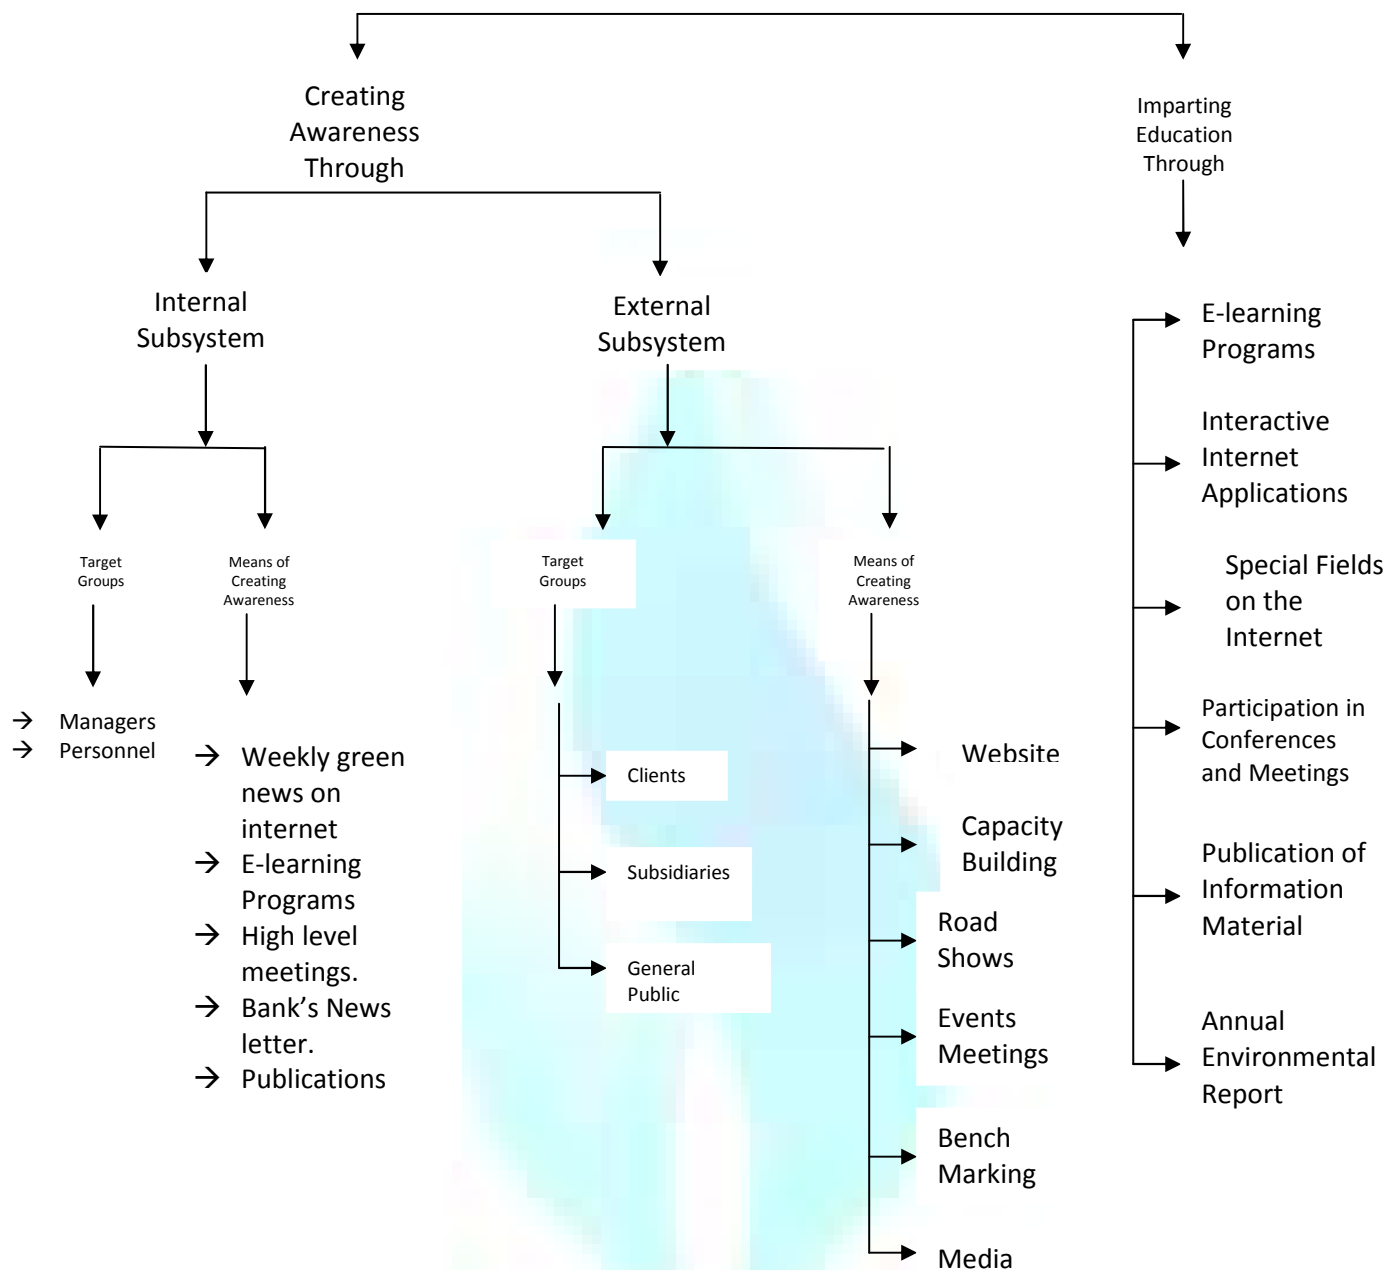 Creating
Awareness
Through
Imparting
Education
Through
Internal
Subsystem
External
Subsystem
Target
Groups
Means of
Creating
Awareness
→ Managers
→ Personnel
→ Weekly green
news on
internet
→ E-learning
Programs
→ High level
meetings.
→ Bank’s News
letter.
→ Publications
Target
Groups
Means of
Creating
Awareness
Clients
Subsidiaries
General
Public
Website
Capacity
Building
Road
Shows
Events
Meetings
Bench
Marking
Media
E-learning
Programs
Interactive
Internet
Applications
Special Fields
on the
Internet
Participation in
Conferences
and Meetings
Publication of
Information
Material
Annual
Environmental
Report